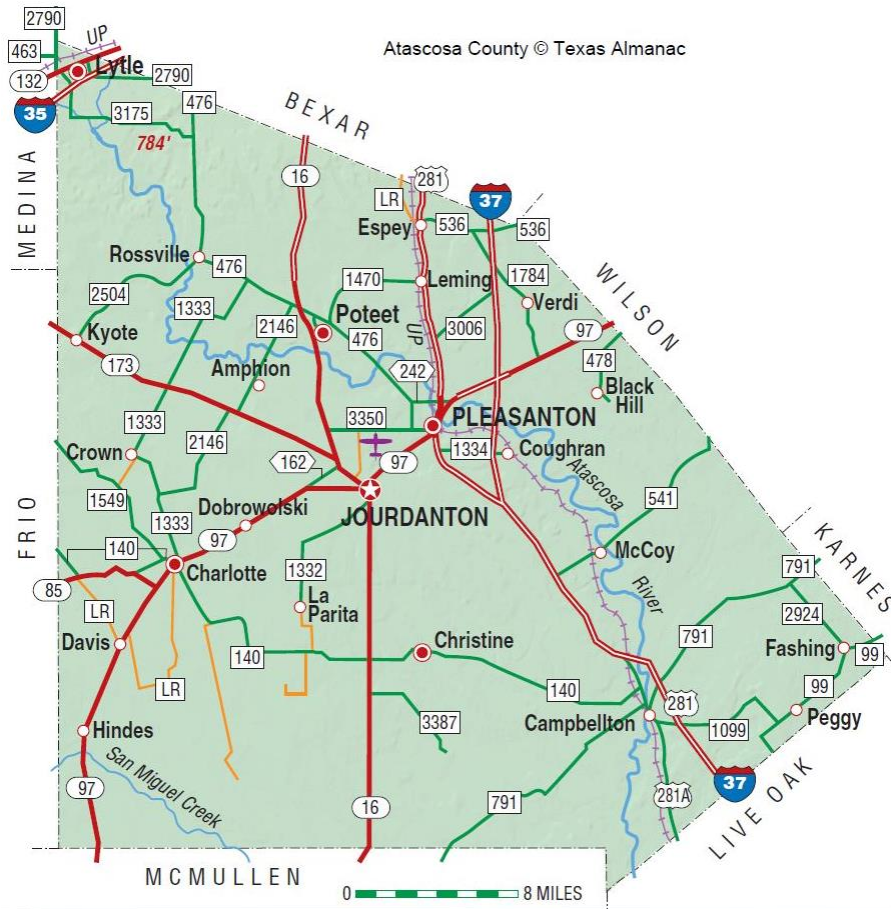 2790
UP
Atascosa County © Texas Almanac
463
Lytle
132
2790
35
476
BEXAR
3175
784'
16
281
37
LR
MEDINA
Espey
536
536
Rossville
476
WILSON
1470
Leming
1784
2504
1333
Verdi
2146
Poteet
3006
97
Kyote
476
UP
478
173
Amphion
242
Black
Hill
1333
3350
PLEASANTON
2146
Crown
1334
Coughran
162
97
Atascosa
1549
Dobrowolski
541
1333
JOURDANTON
FRIO
97
KARNES
140
McCoy
Charlotte
1332
791
85
La
Parita
River
2924
LR
791
Davis
Christine
Fashing
99
140
LR
140
99
281
Campbellton
Peggy
Hindes
3387
1099
San Miguel Creek
37
97
16
791
281A
LIVE OAK
MCMULLEN
0
8 MILES